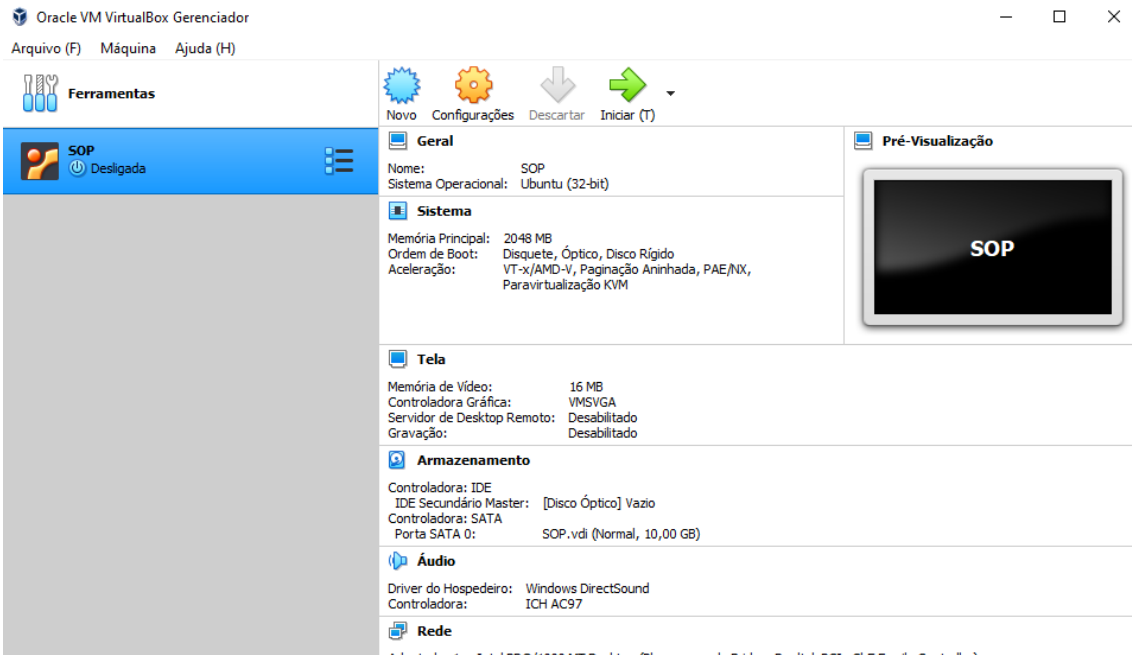 Oracle VM VirtualBox Gerenciador
Arquivo (F) Máquina Ajuda (H)
Ferramentas
Novo Configurações Descartar Iniciar (T)
SOP
Desligada
Geral
Nome: SOP
Sistema Operacional: Ubuntu (32-bit)
Sistema
Memória Principal: 2048 MB
Ordem de Boot: Disquete, Óptico, Disco Rígido
Aceleração: VT-x/AMD-V, Paginação Aninhada, PAE/NX,
Paravirtualização KVM
Pré-Visualização
SOP
Tela
Memória de Vídeo: 16 MB
Controladora Gráfica: VMSVGA
Servidor de Desktop Remoto: Desabilitado
Gravação: Desabilitado
Armazenamento
Controladora: IDE
IDE Secundário Master: [Disco Óptico] Vazio
Controladora: SATA
Porta SATA 0: SOP.vdi (Normal, 10,00 GB)
Áudio
Driver do Hospedeiro: Windows DirectSound
Controladora: ICH AC97
Rede